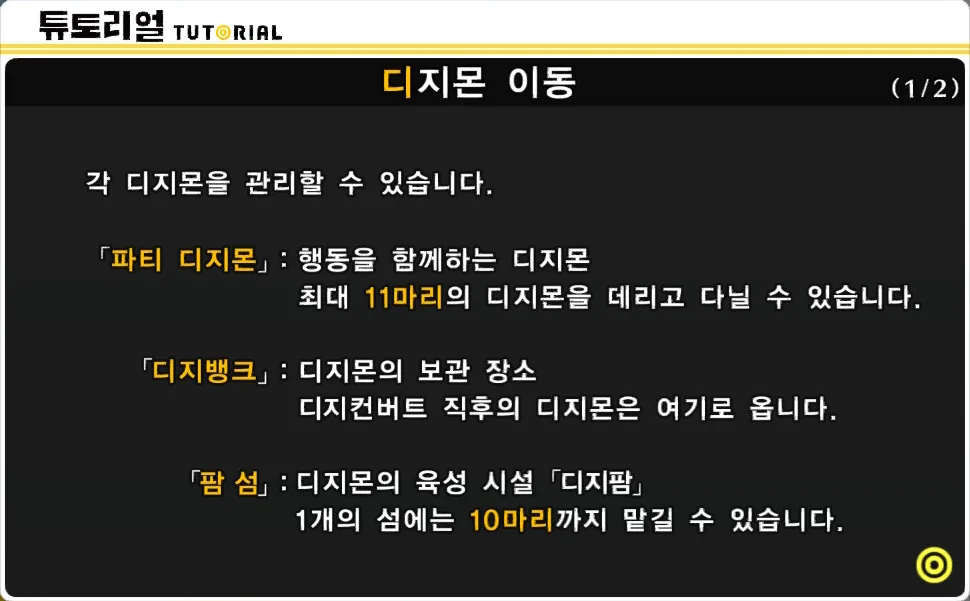 튜토리얼 TUTORIAL
디지몬 이동 (1/2)
각 디지몬을 관리할 수 있습니다.
「파티 디지몬」: 행동을 함께하는 디지몬
최대 11마리의 디지몬을 데리고 다닐 수 있습니다.
「디지뱅크」: 디지몬의 보관 장소
디지컨버트 직후의 디지몬은 여기로 옵니다.
「팜 섬」: 디지몬의 육성 시설 「디지팜」
1개의 섬에는 10마리까지 맡길 수 있습니다.